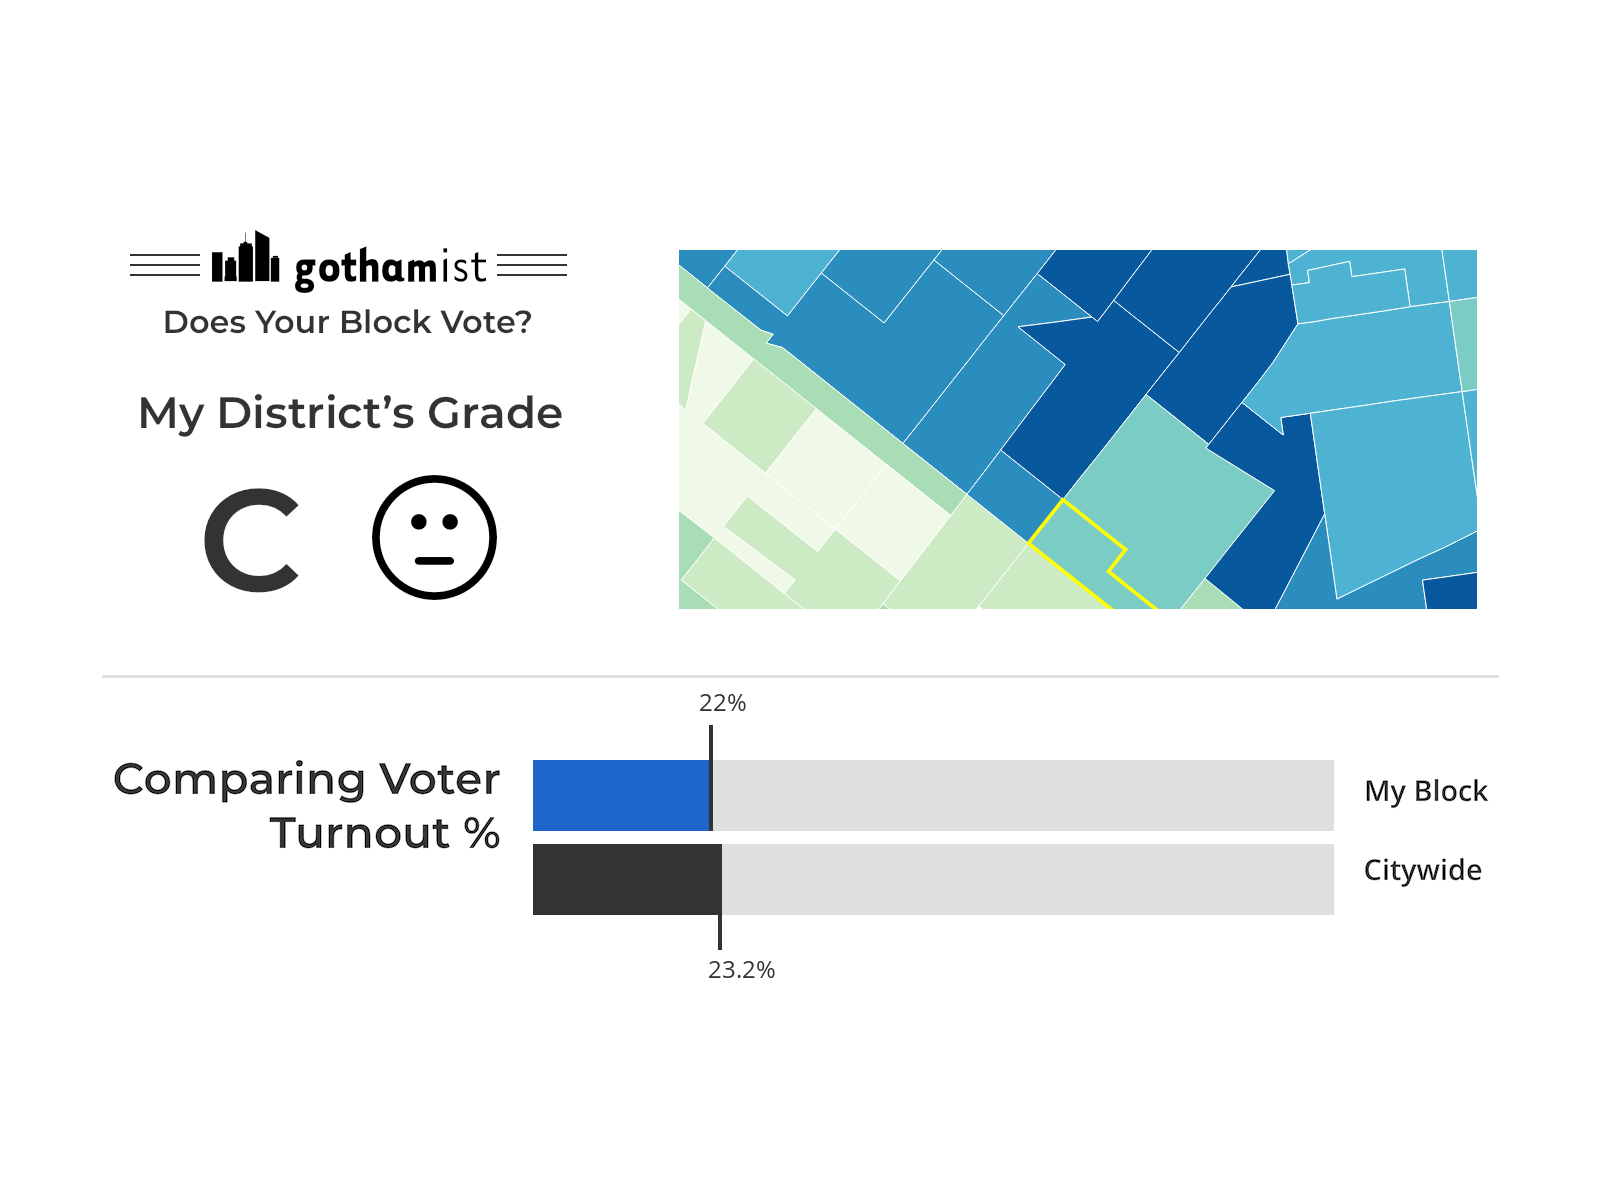 gothamist
Does Your Block Vote?
My District's Grade
C
22%
Comparing Voter
Turnout %
My Block
Citywide
23.2%